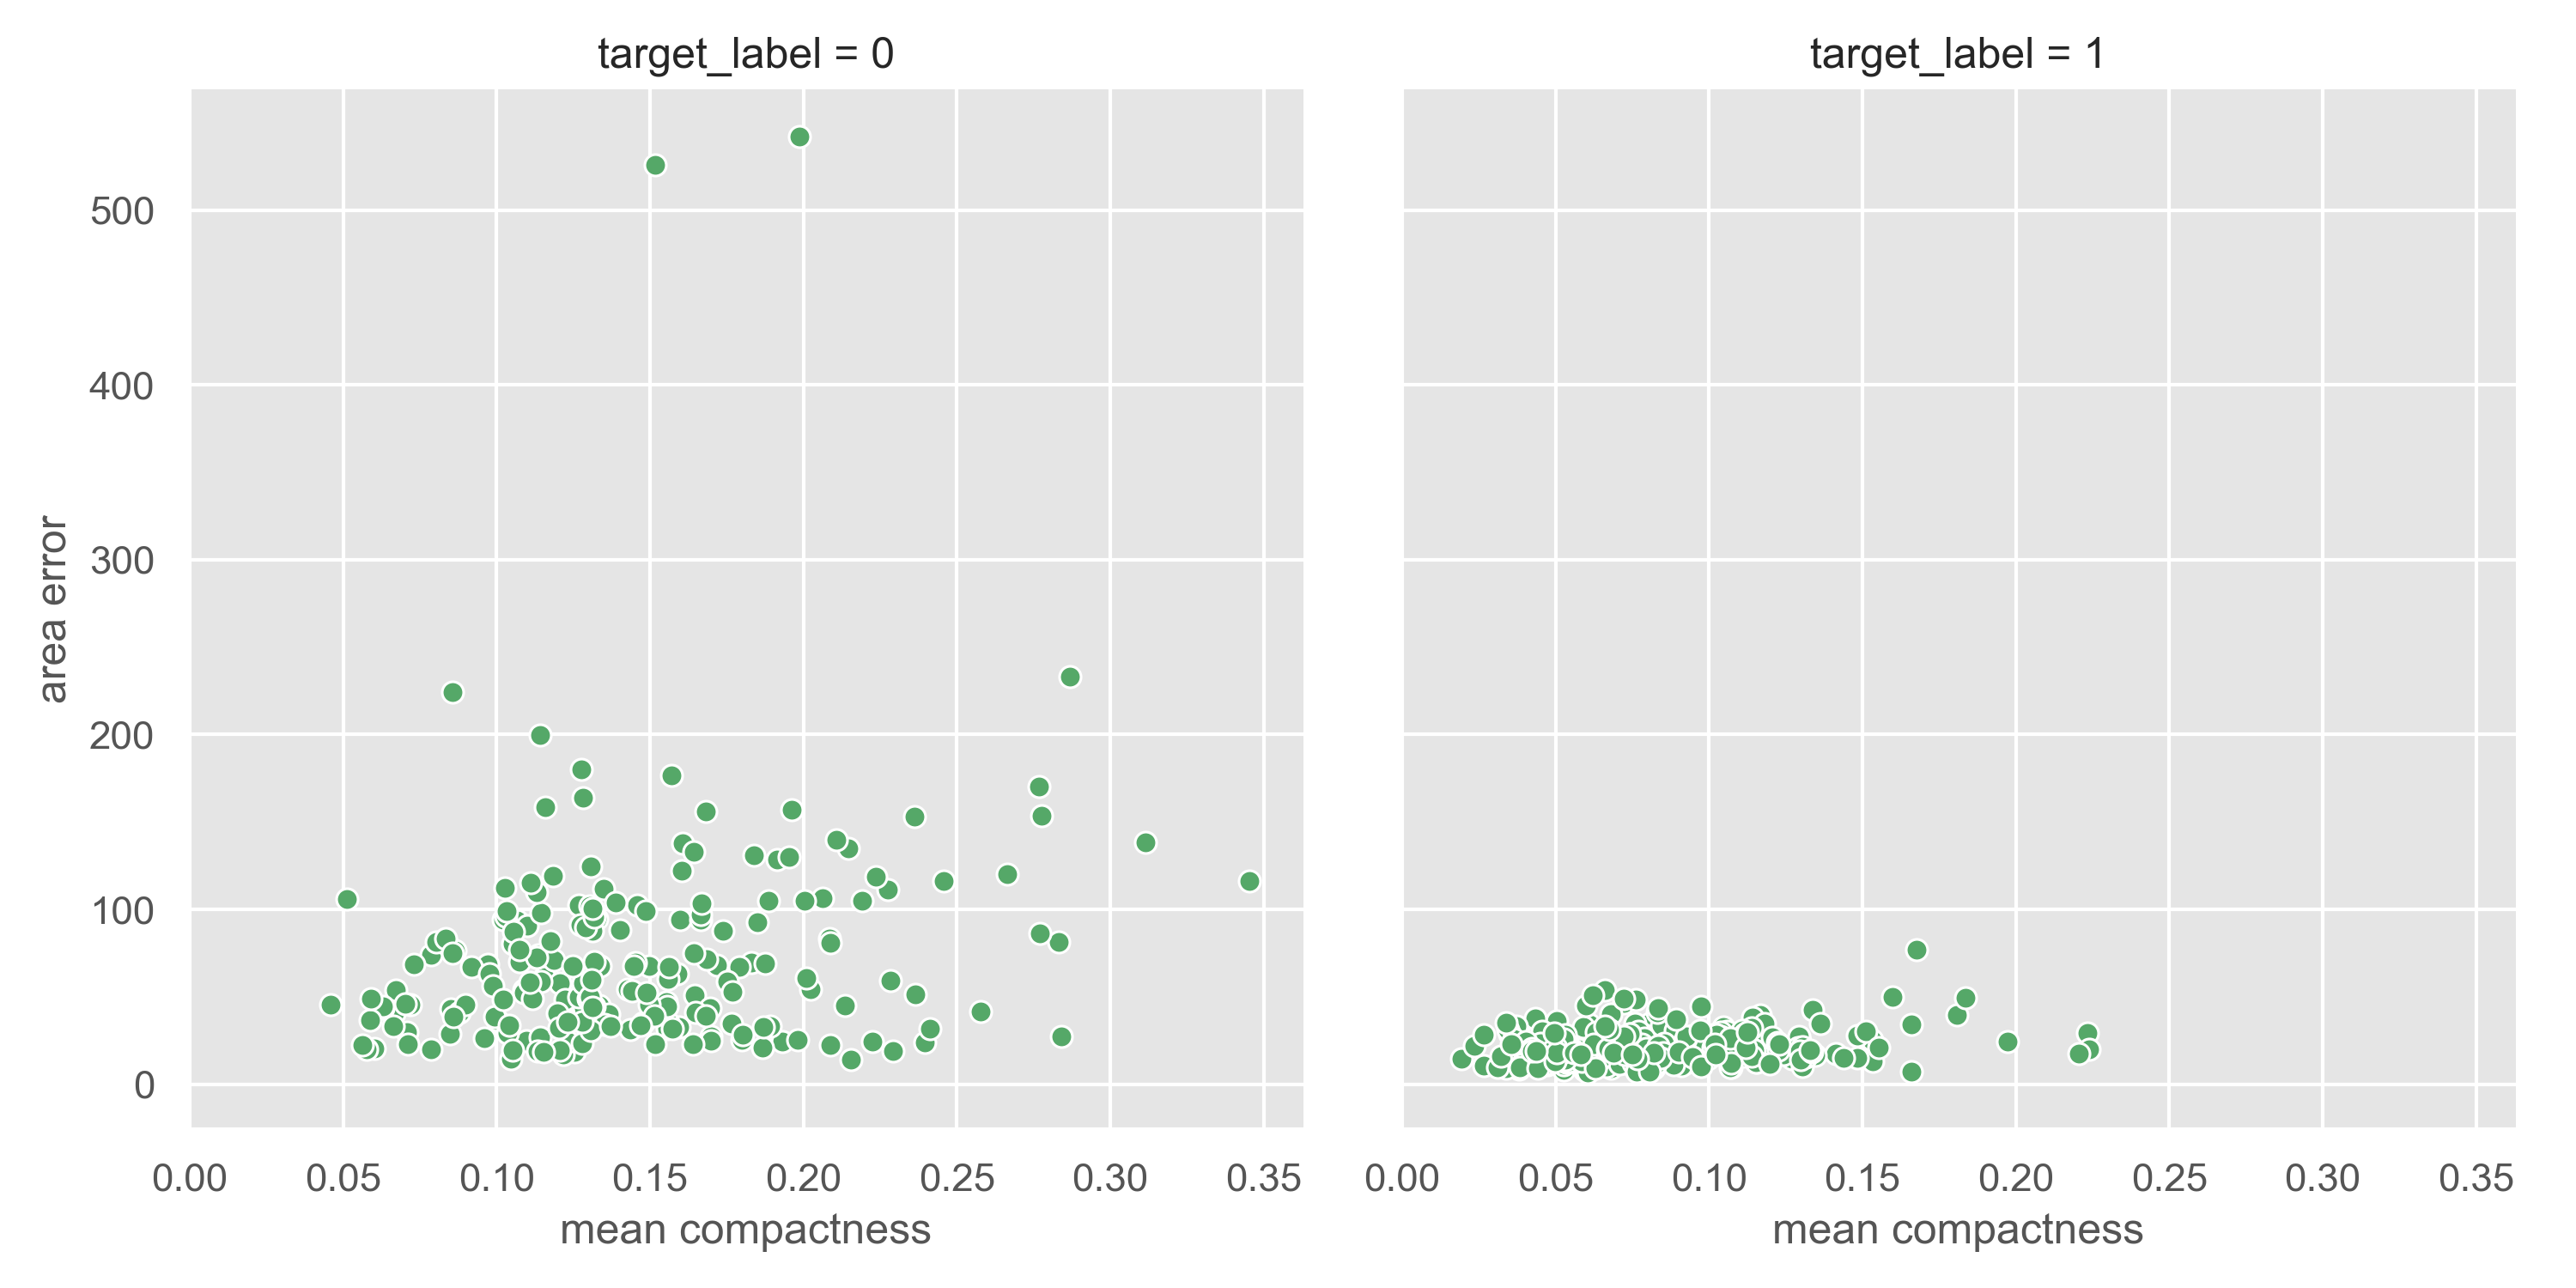 target_label = 0
target_label = 1
area error
500
400
300
200
100
0
0.00 0.05 0.10 0.15 0.20 0.25 0.30 0.35
0.00 0.05 0.10 0.15 0.20 0.25 0.30 0.35
mean compactness
mean compactness